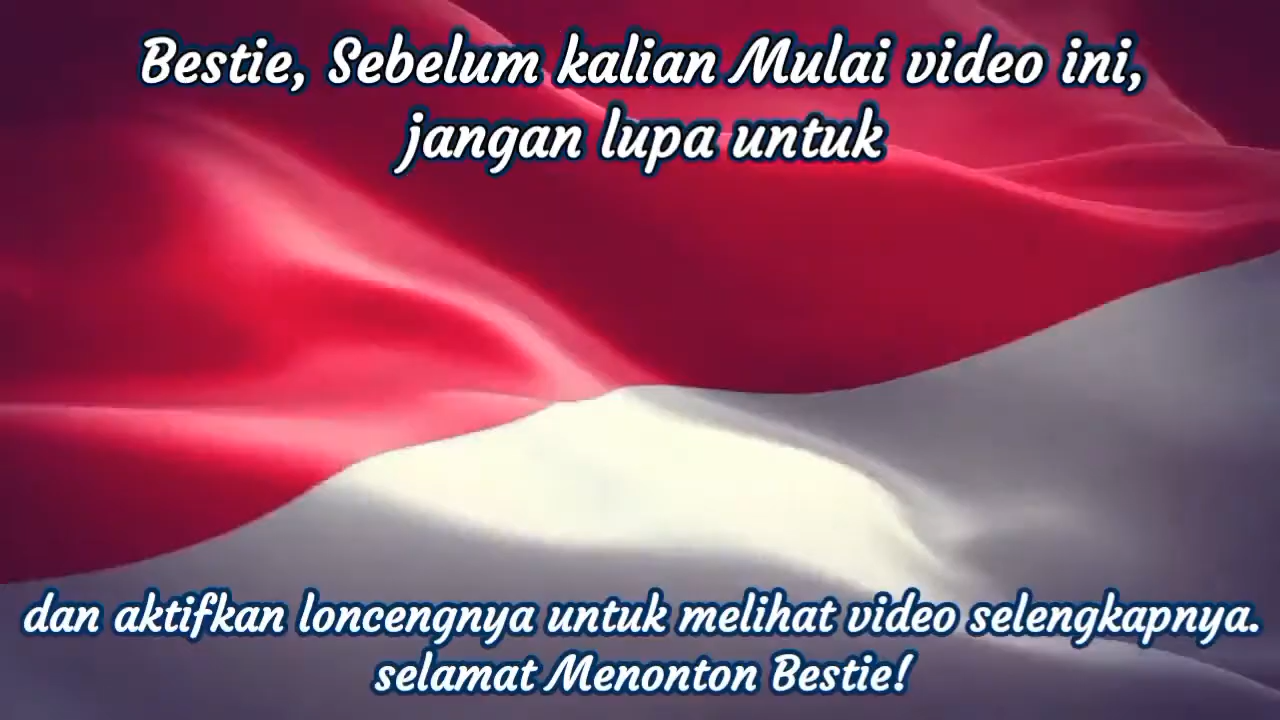 Bestie, Sebelum kalian Mulai video ini,
jangan lupa untuk
dan aktifkan loncengnya untuk melihat video selengkapnya.
selamat Menonton Bestie!